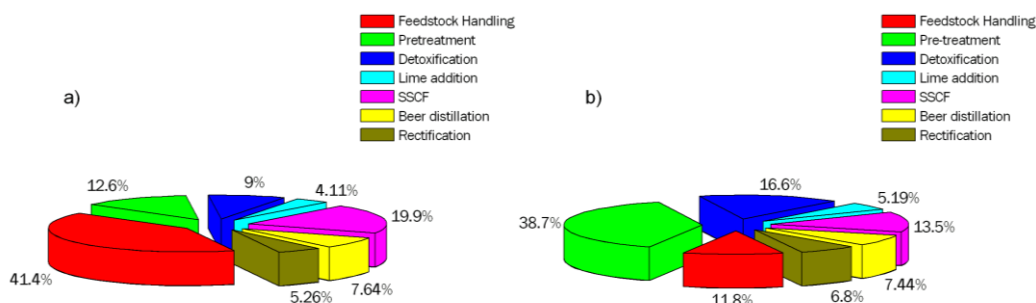 Feedstock Handling
Pretreatment
Detoxification
Lime addition
SSCF
Beer distillation
Rectification
a)
12.6%
9%
4.11%
19.9%
41.4%
5.26%
7.64%
Feedstock Handling
Pre-treatment
Detoxification
Lime addition
SSCF
Beer distillation
Rectification
b)
16.6%
5.19%
38.7%
13.5%
11.8%
6.8%
7.44%